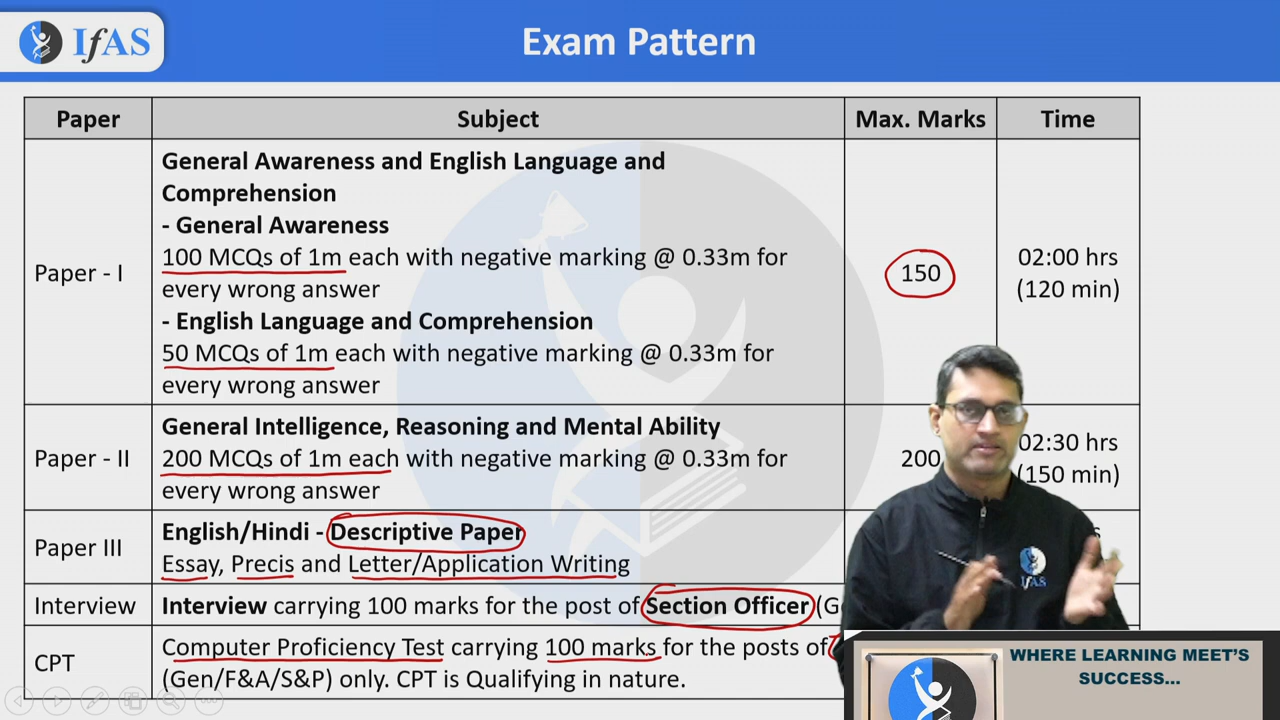 IfAS
Exam Pattern
Paper
Subject
Max. Marks
Time
Paper - I
General Awareness and English Language and
Comprehension
- General Awareness
100 MCQs of 1m each with negative marking @ 0.33m for
every wrong answer
- English Language and Comprehension
50 MCQs of 1m each with negative marking @ 0.33m for
every wrong answer
150
02:00 hrs
(120 min)
Paper - II
General Intelligence, Reasoning and Mental Ability
200 MCQs of 1m each with negative marking @ 0.33m for
every wrong answer
200
02:30 hrs
(150 min)
Paper III
English/Hindi - Descriptive Paper
Essay, Precis and Letter/Application Writing
Interview
Interview carrying 100 marks for the post of Section Officer
CPT
Computer Proficiency Test carrying 100 marks for the posts of
(Gen/F&A/S&P) only. CPT is Qualifying in nature.
IfAS
WHERE LEARNING MEET'S
SUCCESS...